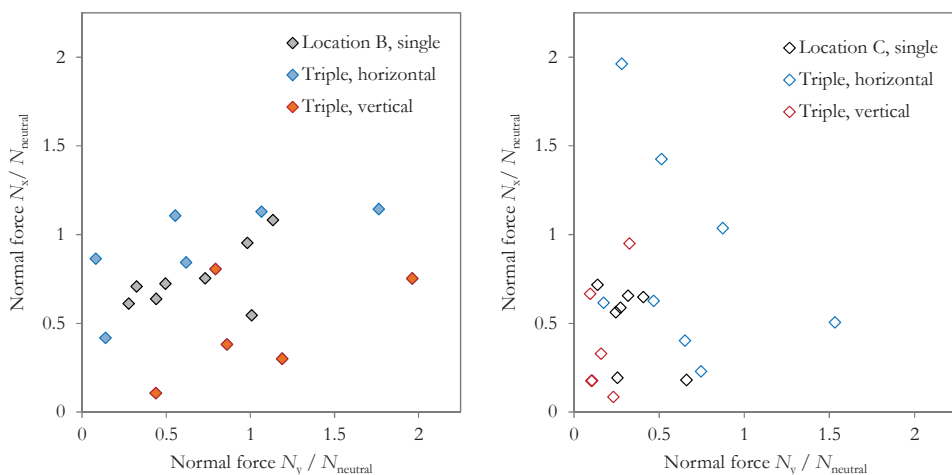 2
1.5
1
0.5
0
0 0.5 1 1.5 2
Normal force Nx/ Nneutral
Normal force Ny / Nneutral
Location B, single
Triple, horizontal
Triple, vertical
2
1.5
1
0.5
0
0 0.5 1 1.5 2
Normal force Nx/ Nneutral
Normal force Ny / Nneutral
Location C, single
Triple, horizontal
Triple, vertical